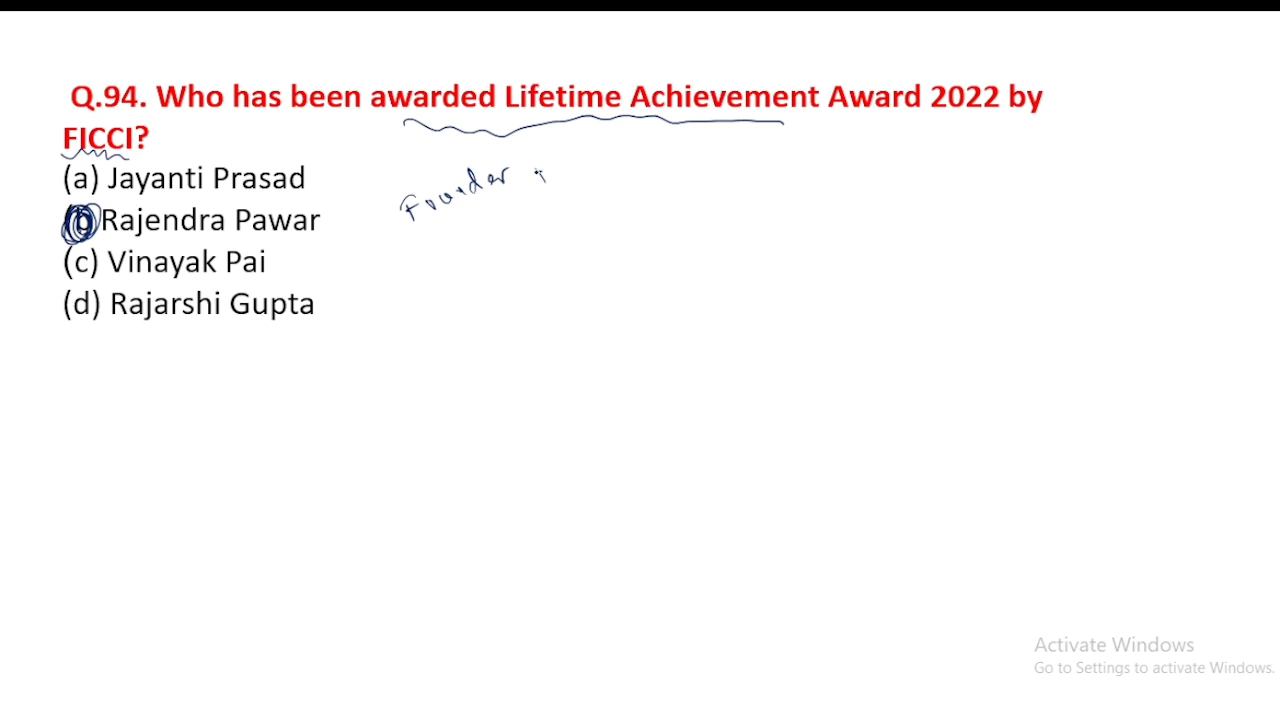 Q.94. Who has been awarded Lifetime Achievement Award 2022 by
FICCI?
(a) Jayanti Prasad
(b) Rajendra Pawar
(c) Vinayak Pai
(d) Rajarshi Gupta
Founder
Activate Windows
Go to Settings to activate Windows.